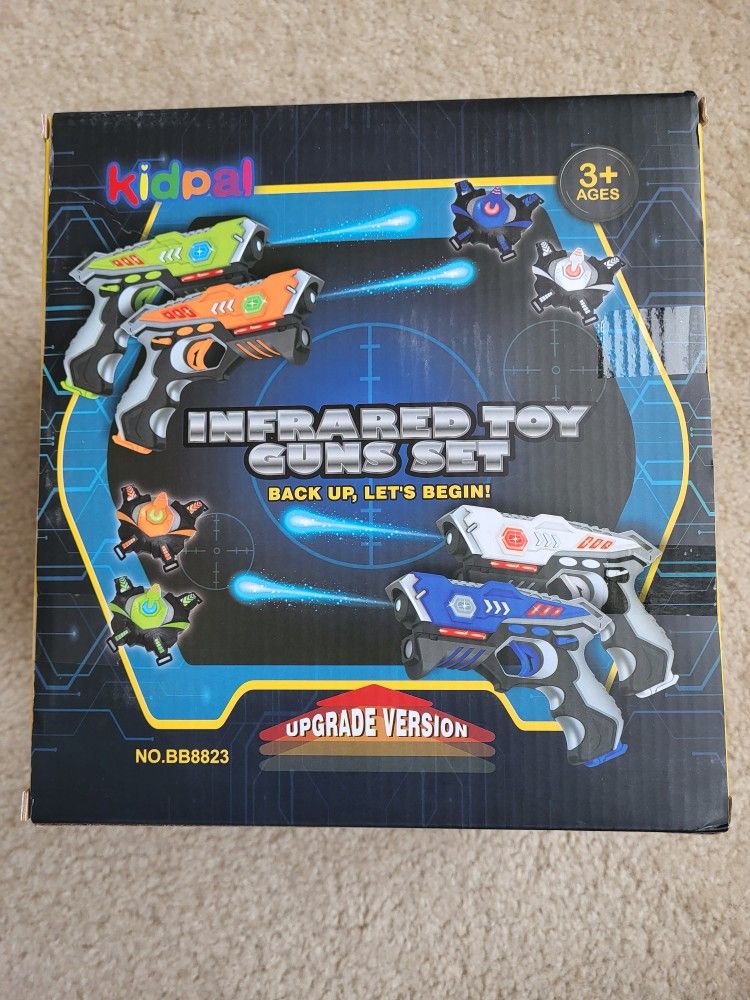 kidpal
3+
AGES
INFRARED TOY
GUNS SET
BACK UP, LET'S BEGIN!
UPGRADE VERSION
NO.BB8823